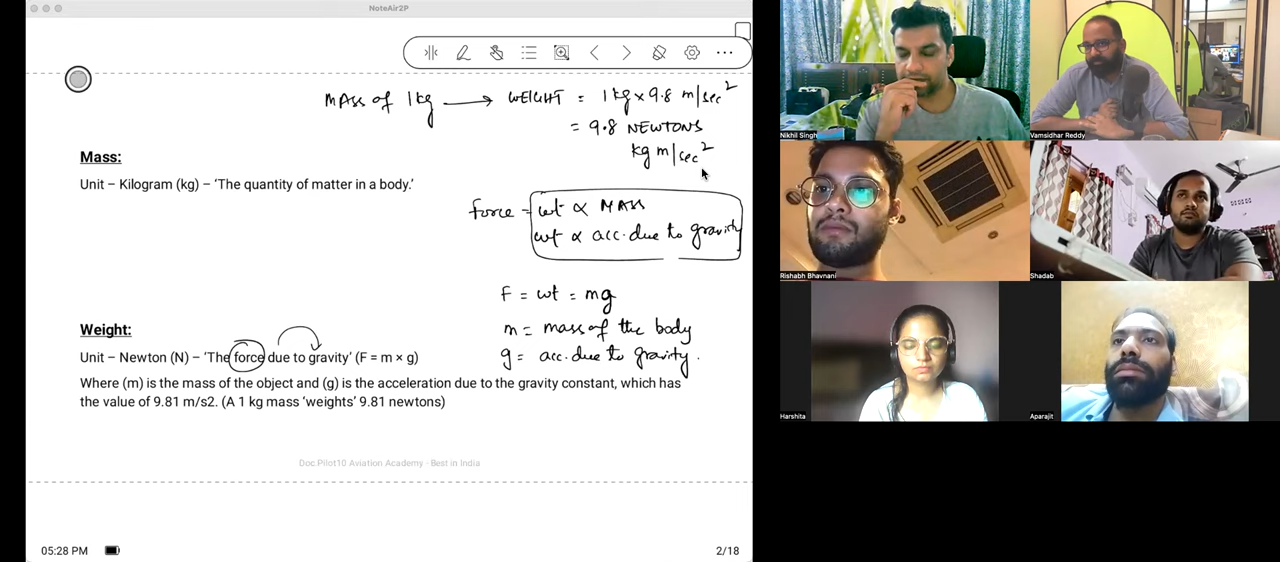 NoteAir2P
MASS of 1kg → WEIGHT = 1kg × 9.8 m/sec²
= 9.8 NEWTONS
kg m/sec²
Mass:
Unit – Kilogram (kg) – ‘The quantity of matter in a body.’
force = wt ∝ MASS
wt ∝ acc. due to gravity
F = wt = mg
m = mass of the body
g = acc. due to gravity.
Weight:
Unit – Newton (N) – ‘The force due to gravity’ (F = m × g)
Where (m) is the mass of the object and (g) is the acceleration due to the gravity constant, which has
the value of 9.81 m/s2. (A 1 kg mass ‘weights’ 9.81 newtons)
Doc Pilot10 Aviation Academy - Best in India
05:28 PM
2/18
Nikhil Singh
Vamsidhar Reddy
Rishabh Bhavnani
Shadab
Harshita
Aparajit